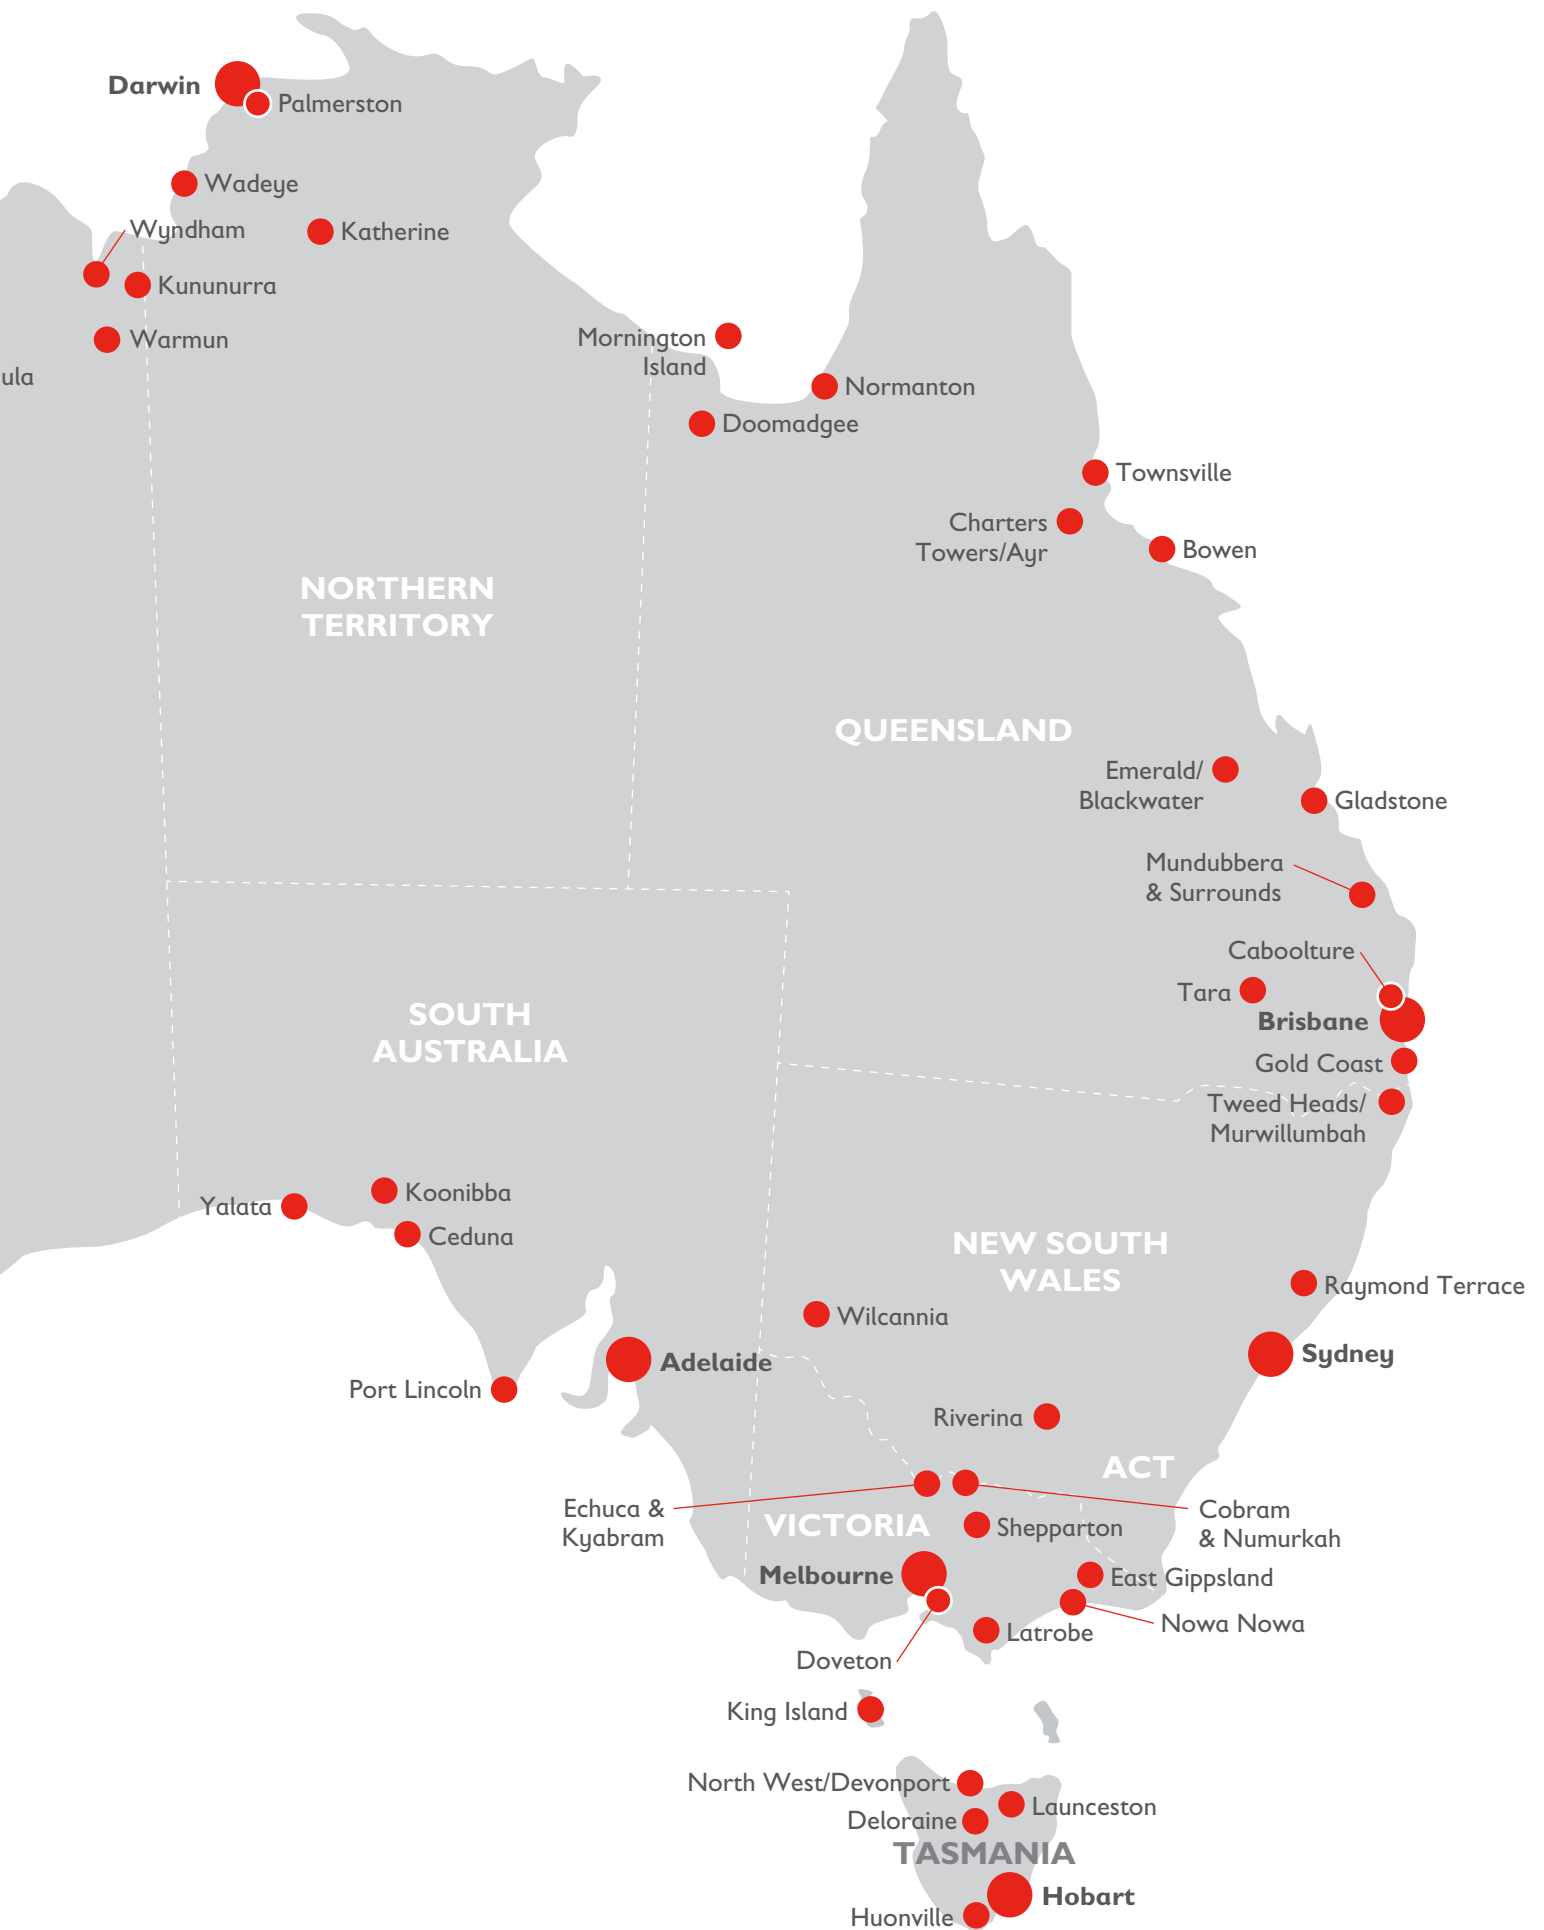 Darwin
Palmerston
Wadeye
Wyndham
Katherine
Kununurra
Warmun
ula
Mornington
Island
Normanton
Doomadgee
Townsville
Charters
Towers/Ayr
Bowen
NORTHERN
TERRITORY
QUEENSLAND
Emerald/
Blackwater
Gladstone
Mundubbera
& Surrounds
Caboolture
Tara
Brisbane
SOUTH
AUSTRALIA
Gold Coast
Tweed Heads/
Murwillumbah
Koonibba
Yalata
Ceduna
NEW SOUTH
WALES
Raymond Terrace
Wilcannia
Sydney
Adelaide
Port Lincoln
Riverina
ACT
Echuca &
Kyabram
Cobram
& Numurkah
VICTORIA
Shepparton
Melbourne
East Gippsland
Nowa Nowa
Latrobe
Doveton
King Island
North West/Devonport
Launceston
Deloraine
TASMANIA
Hobart
Huonville